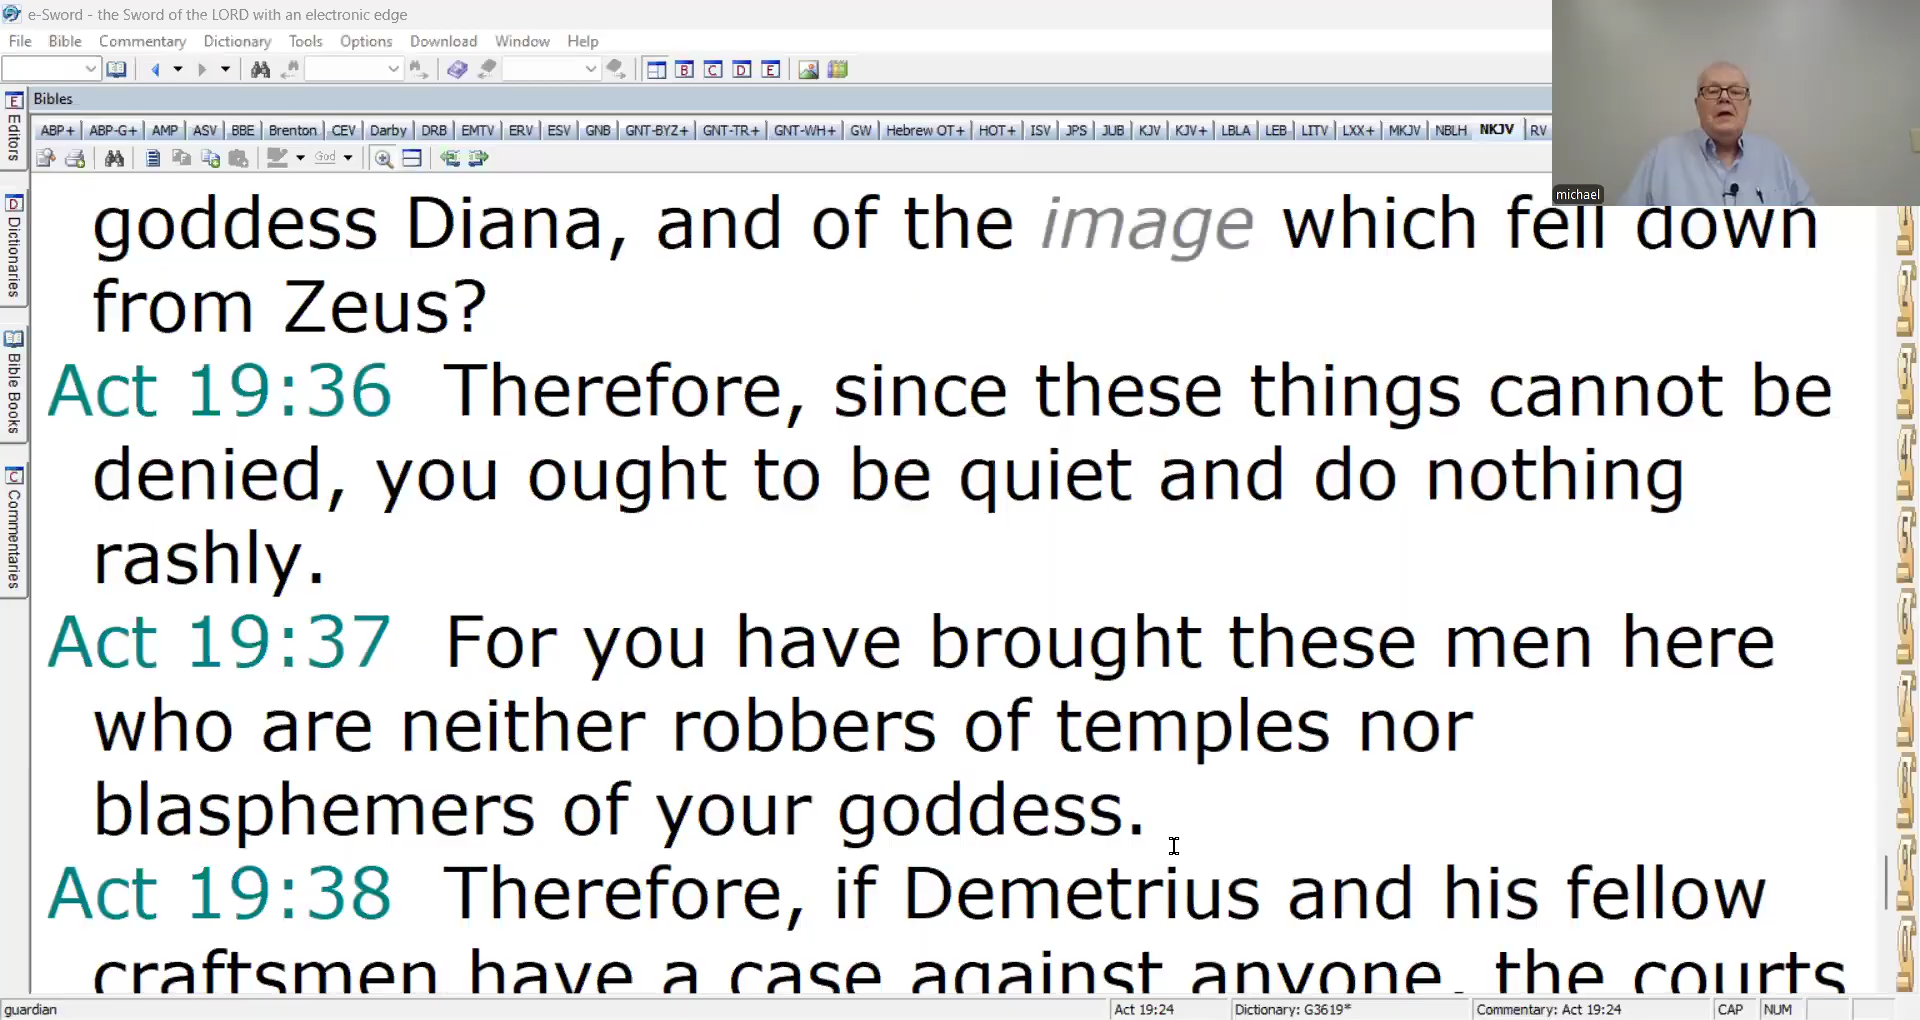 e-Sword - the Sword of the LORD with an electronic edge
File Bible Commentary Dictionary Tools Options Download Window Help
B C D E
Bibles
ABP+ ABP-G+ AMP ASV BBE Brenton CEV Darby DRB EMTV ERV ESV GNB GNT-BYZ+ GNT-TR+ GNT-WH+ GW Hebrew OT+ HOT+ ISV JPS JUB KJV KJV+ LBLA LEB LITV LXX+ MKJV NBLH NKJV RV
God
E Editors
D Dictionaries
Bible Books
C Commentaries
michael
goddess Diana, and of the image which fell down
from Zeus?
Act 19:36 Therefore, since these things cannot be
denied, you ought to be quiet and do nothing
rashly.
Act 19:37 For you have brought these men here
who are neither robbers of temples nor
blasphemers of your goddess.
Act 19:38 Therefore, if Demetrius and his fellow
craftsmen have a case against anyone, the courts
guardian Act 19:24 Dictionary: G3619* Commentary: Act 19:24 CAP NUM